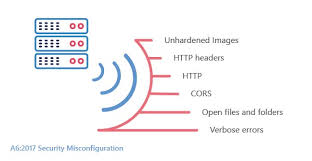 Unhardened Images
HTTP headers
HTTP
CORS
Open files and folders
Verbose errors
A6:2017 Security Misconfiguration